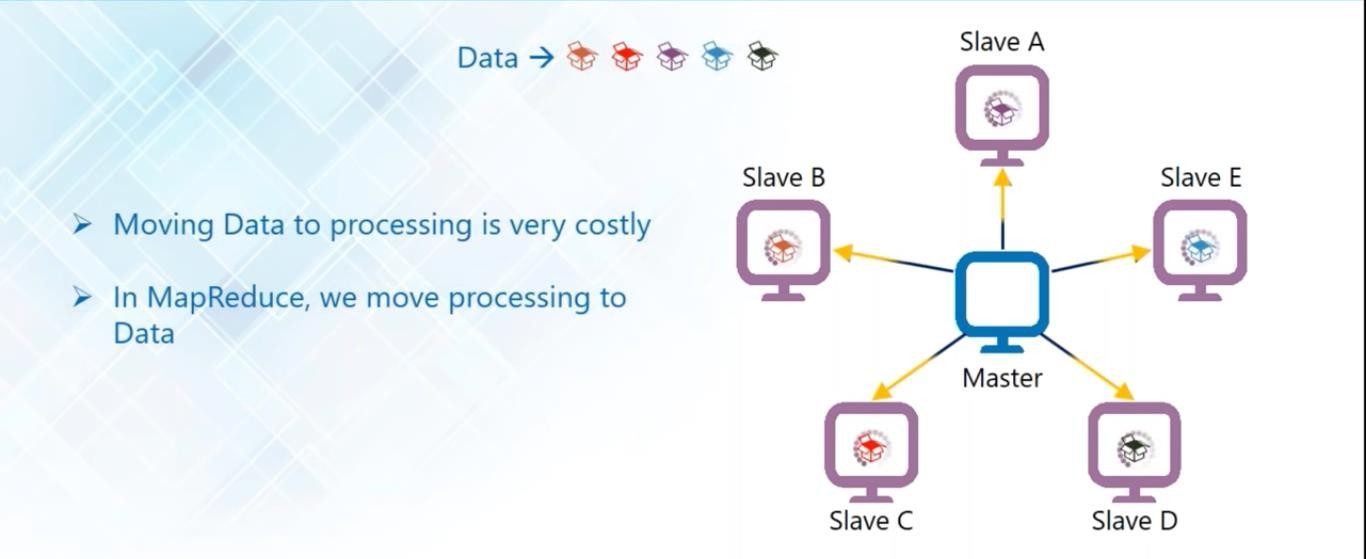 Data →
➤ Moving Data to processing is very costly
➤ In MapReduce, we move processing to
Data
Slave A
Slave B
Slave E
Master
Slave C
Slave D